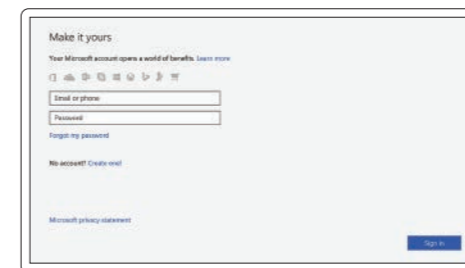 Make it yours
Your Microsoft account opens a world of benefits. Learn more
Email or phone
Password
Forgot my password
No account? Create one!
Microsoft privacy statement
Sign in